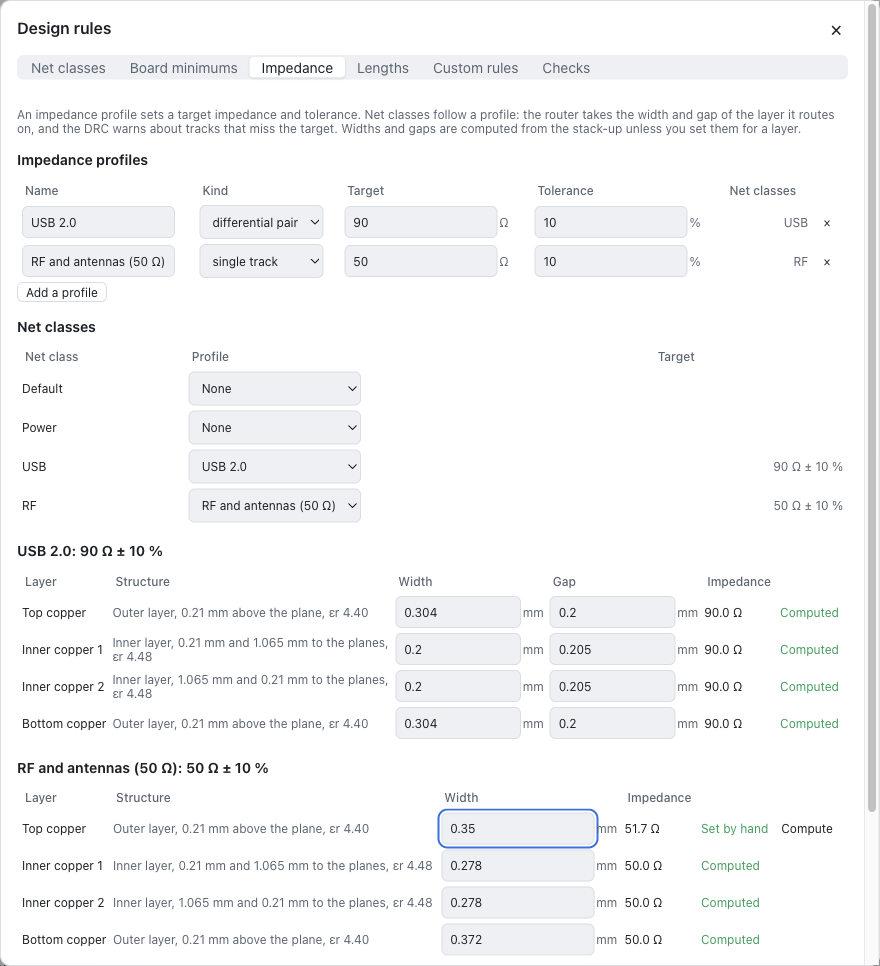 Design rules
×
Net classes Board minimums Impedance Lengths Custom rules Checks
An impedance profile sets a target impedance and tolerance. Net classes follow a profile: the router takes the width and gap of the layer it routes
on, and the DRC warns about tracks that miss the target. Widths and gaps are computed from the stack-up unless you set them for a layer.
Impedance profiles
Name Kind Target Tolerance Net classes
USB 2.0 differential pair 90 Ω 10 % USB ×
RF and antennas (50 Ω) single track 50 Ω 10 % RF ×
Add a profile
Net classes
Net class Profile Target
Default None
Power None
USB USB 2.0 90 Ω ± 10 %
RF RF and antennas (50 Ω) 50 Ω ± 10 %
USB 2.0: 90 Ω ± 10 %
Layer Structure Width Gap Impedance
Top copper Outer layer, 0.21 mm above the plane, εr 4.40 0.304 mm 0.2 mm 90.0 Ω Computed
Inner copper 1 Inner layer, 0.21 mm and 1.065 mm to the planes,
εr 4.48 0.2 mm 0.205 mm 90.0 Ω Computed
Inner copper 2 Inner layer, 1.065 mm and 0.21 mm to the planes,
εr 4.48 0.2 mm 0.205 mm 90.0 Ω Computed
Bottom copper Outer layer, 0.21 mm above the plane, εr 4.40 0.304 mm 0.2 mm 90.0 Ω Computed
RF and antennas (50 Ω): 50 Ω ± 10 %
Layer Structure Width Impedance
Top copper Outer layer, 0.21 mm above the plane, εr 4.40 0.35 mm 51.7 Ω Set by hand Compute
Inner copper 1 Inner layer, 0.21 mm and 1.065 mm to the planes, εr 4.48 0.278 mm 50.0 Ω Computed
Inner copper 2 Inner layer, 1.065 mm and 0.21 mm to the planes, εr 4.48 0.278 mm 50.0 Ω Computed
Bottom copper Outer layer, 0.21 mm above the plane, εr 4.40 0.372 mm 50.0 Ω Computed